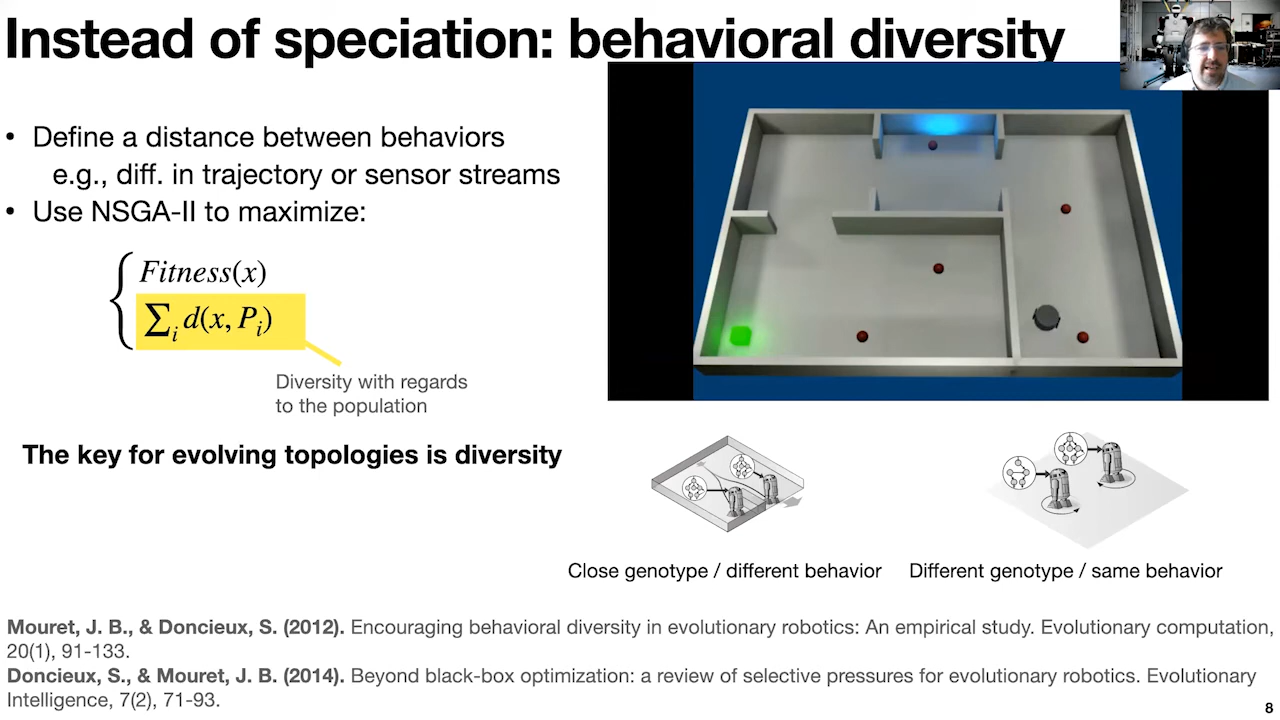 Instead of speciation: behavioral diversity
• Define a distance between behaviors
e.g., diff. in trajectory or sensor streams
• Use NSGA-II to maximize:
Fitness(x)
∑i d(x, Pi)
Diversity with regards
to the population
The key for evolving topologies is diversity
Close genotype / different behavior
Different genotype / same behavior
Mouret, J. B., & Doncieux, S. (2012). Encouraging behavioral diversity in evolutionary robotics: An empirical study. Evolutionary computation,
20(1), 91-133.
Doncieux, S., & Mouret, J. B. (2014). Beyond black-box optimization: a review of selective pressures for evolutionary robotics. Evolutionary
Intelligence, 7(2), 71-93.
8